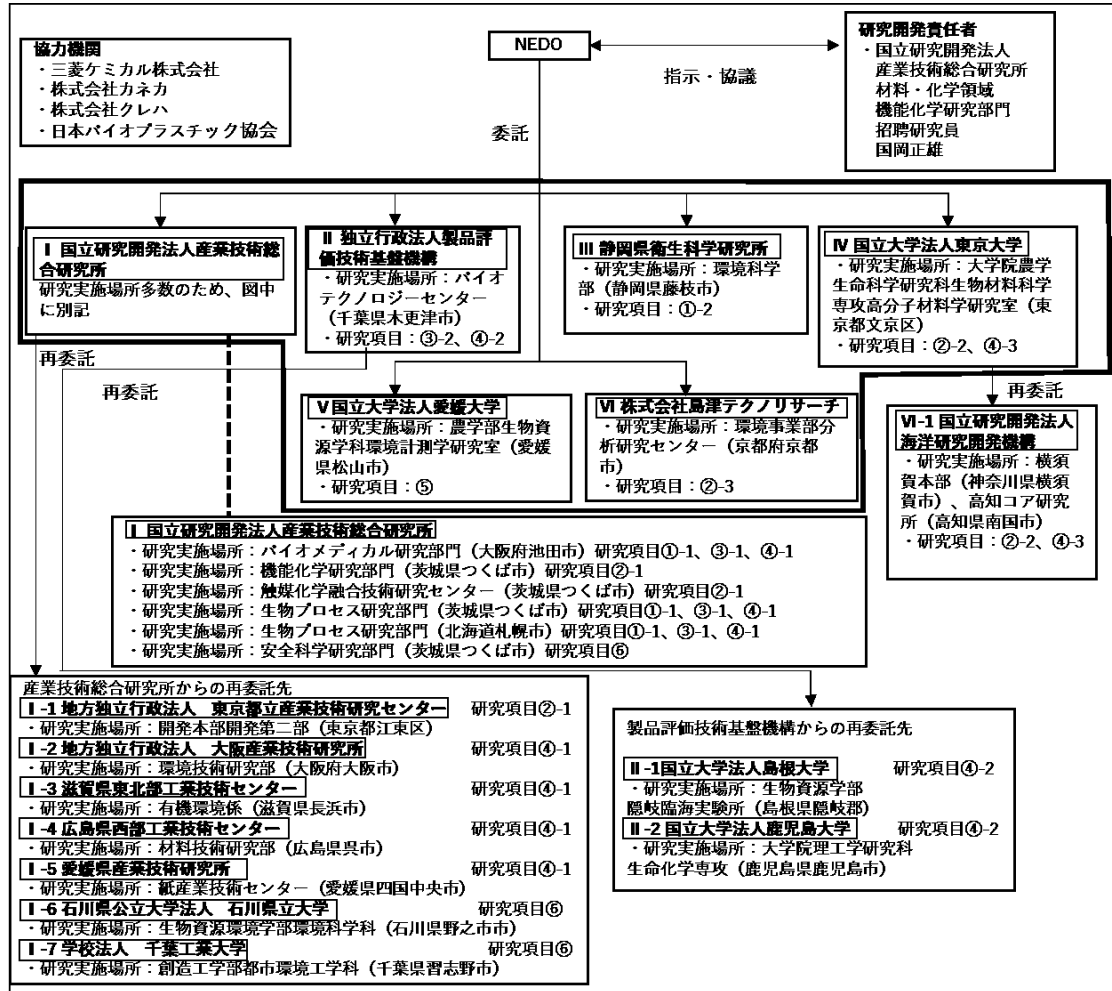 協力機関
・三菱ケミカル株式会社
・株式会社カネカ
・株式会社クレハ
・日本バイオプラスチック協会
NEDO
指示・協議
研究開発責任者
・国立研究開発法人
産業技術総合研究所
材料・化学領域
機能化学研究部門
招聘研究員
国岡正雄
委託
Ⅰ 国立研究開発法人産業技術総
合研究所
研究実施場所多数のため、図中
に別記
Ⅱ 独立行政法人製品評
価技術基盤機構
・研究実施場所：バイオ
テクノロジーセンター
（千葉県木更津市）
・研究項目：③-2、④-2
Ⅲ 静岡県衛生科学研究所
・研究実施場所：環境科学
部（静岡県藤枝市）
・研究項目：①-2
Ⅳ 国立大学法人東京大学
・研究実施場所：大学院農学
生命科学研究科生物材料科学
専攻高分子材料学研究室（東
京都文京区）
・研究項目：②-2、④-3
再委託
再委託
再委託
Ⅴ国立大学法人愛媛大学
・研究実施場所：農学部生物資
源学科環境計測学研究室（愛媛
県松山市）
・研究項目：⑤
Ⅵ 株式会社島津テクノリサーチ
・研究実施場所：環境事業部分
析研究センター（京都府京都
市）
・研究項目：②-3
Ⅵ-1 国立研究開発法人
海洋研究開発機構
・研究実施場所：横須
賀本部（神奈川県横須
賀市）、高知コア研究
所（高知県南国市）
・研究項目：②-2、④-3
Ⅰ 国立研究開発法人産業技術総合研究所
・研究実施場所：バイオメディカル研究部門（大阪府池田市）研究項目①-1、③-1、④-1
・研究実施場所：機能化学研究部門（茨城県つくば市）研究項目②-1
・研究実施場所：触媒化学融合技術研究センター（茨城県つくば市）研究項目②-1
・研究実施場所：生物プロセス研究部門（茨城県つくば市）研究項目①-1、③-1、④-1
・研究実施場所：生物プロセス研究部門（北海道札幌市）研究項目①-1、③-1、④-1
・研究実施場所：安全科学研究部門（茨城県つくば市）研究項目⑥
産業技術総合研究所からの再委託先
Ⅰ-1 地方独立行政法人 東京都立産業技術研究センター 研究項目②-1
・研究実施場所：開発本部開発第二部（東京都江東区）
Ⅰ-2 地方独立行政法人 大阪産業技術研究所 研究項目④-1
・研究実施場所：環境技術研究部（大阪府大阪市）
Ⅰ-3 滋賀県東北部工業技術センター 研究項目④-1
・研究実施場所：有機環境係（滋賀県長浜市）
Ⅰ-4 広島県西部工業技術センター 研究項目④-1
・研究実施場所：材料技術研究部（広島県呉市）
Ⅰ-5 愛媛県産業技術研究所 研究項目④-1
・研究実施場所：紙産業技術センター（愛媛県四国中央市）
Ⅰ-6 石川県公立大学法人 石川県立大学 研究項目⑥
・研究実施場所：生物資源環境学部環境科学科（石川県野之市市）
Ⅰ-7 学校法人 千葉工業大学 研究項目⑥
・研究実施場所：創造工学部都市環境工学科（千葉県習志野市）
製品評価技術基盤機構からの再委託先
Ⅱ-1国立大学法人島根大学 研究項目④-2
・研究実施場所：生物資源学部
隠岐臨海実験所（島根県隠岐郡）
Ⅱ-2 国立大学法人鹿児島大学 研究項目④-2
・研究実施場所：大学院理工学研究科
生命化学専攻（鹿児島県鹿児島市）